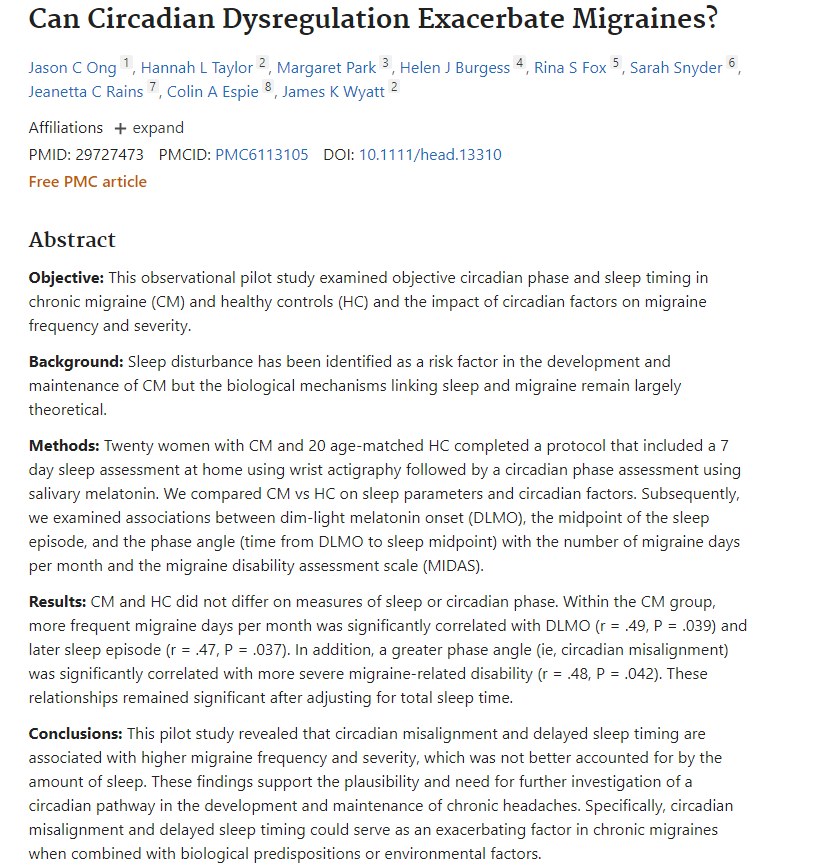 Can Circadian Dysregulation Exacerbate Migraines?
Jason C Ong 1, Hannah L Taylor 2, Margaret Park 3, Helen J Burgess 4, Rina S Fox 5, Sarah Snyder 6,
Jeanetta C Rains 7, Colin A Espie 8, James K Wyatt 2
Affiliations + expand
PMID: 29727473 PMCID: PMC6113105 DOI: 10.1111/head.13310
Free PMC article
Abstract
Objective: This observational pilot study examined objective circadian phase and sleep timing in
chronic migraine (CM) and healthy controls (HC) and the impact of circadian factors on migraine
frequency and severity.
Background: Sleep disturbance has been identified as a risk factor in the development and
maintenance of CM but the biological mechanisms linking sleep and migraine remain largely
theoretical.
Methods: Twenty women with CM and 20 age-matched HC completed a protocol that included a 7
day sleep assessment at home using wrist actigraphy followed by a circadian phase assessment using
salivary melatonin. We compared CM vs HC on sleep parameters and circadian factors. Subsequently,
we examined associations between dim-light melatonin onset (DLMO), the midpoint of the sleep
episode, and the phase angle (time from DLMO to sleep midpoint) with the number of migraine days
per month and the migraine disability assessment scale (MIDAS).
Results: CM and HC did not differ on measures of sleep or circadian phase. Within the CM group,
more frequent migraine days per month was significantly correlated with DLMO (r = .49, P = .039) and
later sleep episode (r = .47, P = .037). In addition, a greater phase angle (ie, circadian misalignment)
was significantly correlated with more severe migraine-related disability (r = .48, P = .042). These
relationships remained significant after adjusting for total sleep time.
Conclusions: This pilot study revealed that circadian misalignment and delayed sleep timing are
associated with higher migraine frequency and severity, which was not better accounted for by the
amount of sleep. These findings support the plausibility and need for further investigation of a
circadian pathway in the development and maintenance of chronic headaches. Specifically, circadian
misalignment and delayed sleep timing could serve as an exacerbating factor in chronic migraines
when combined with biological predispositions or environmental factors.